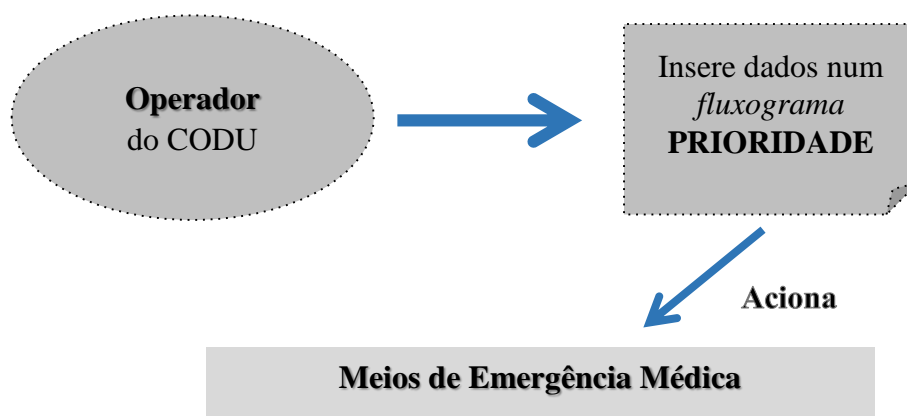 Operador
do CODU
Insere dados num
fluxograma
PRIORIDADE
Aciona
Meios de Emergência Médica